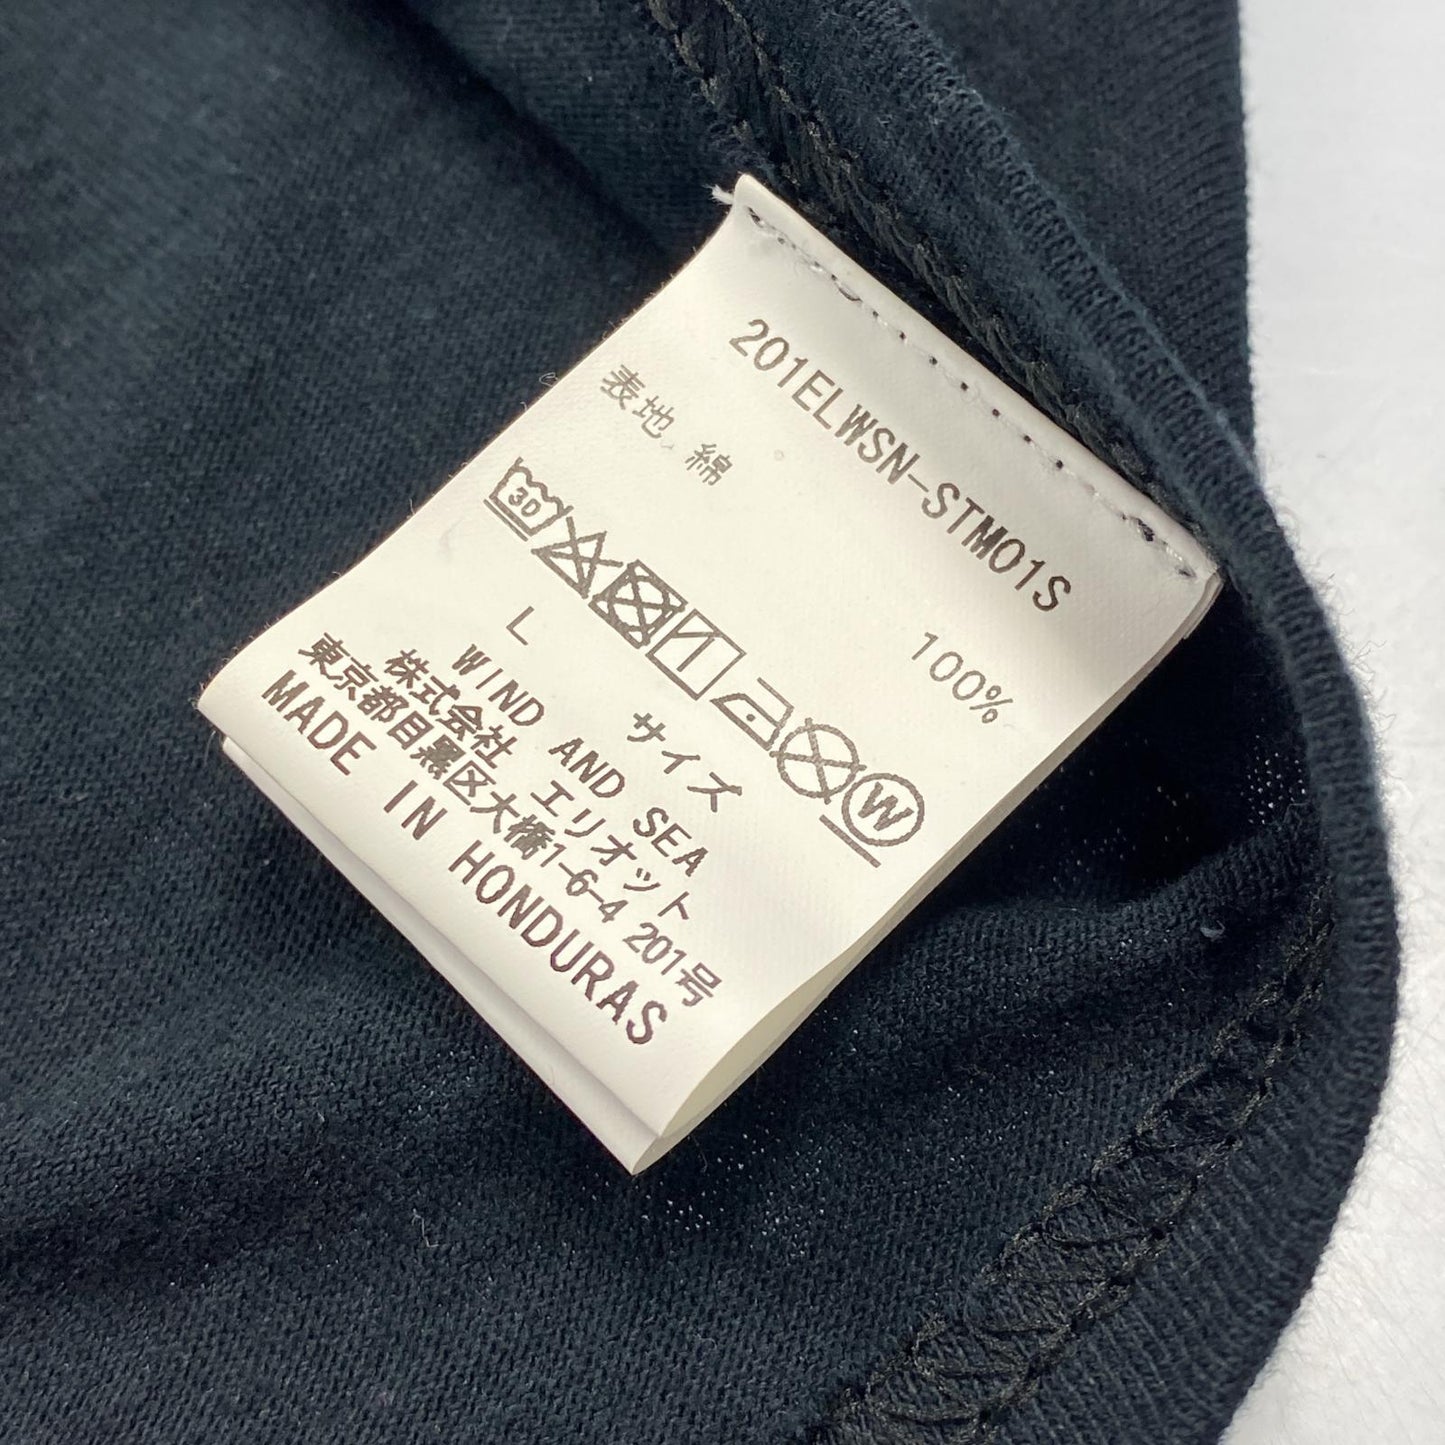 201ELWSN-STM01S
表地 綿 100%
30
W
L サイズ
WIND AND SEA
株式会社 エリオット
東京都目黒区大橋1-6-4 201号
MADE IN HONDURAS